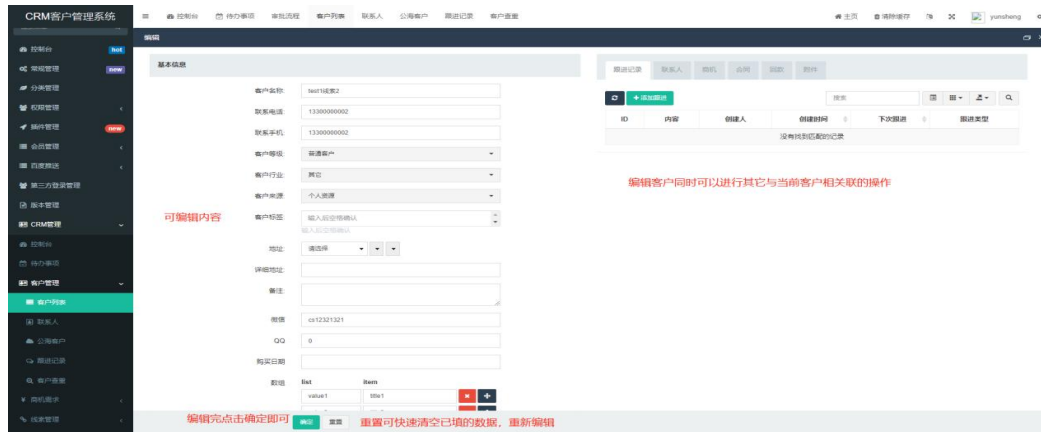 CRM客户管理系统
控制台 待办事项 审批流程 客户列表 联系人 公海客户 跟进记录 客户查重
主页 清除缓存 yunsheng
编辑
控制台 hot
常规管理 new
分类管理
权限管理
插件管理 new
会员管理
百度推送
第三方登录管理
版本管理
CRM管理
控制台
待办事项
客户管理
客户列表
联系人
公海客户
跟进记录
客户查重
商机需求
线索管理
基本信息
客户名称: test1线索2
联系电话: 13300000002
联系手机: 13300000002
客户等级: 普通客户
客户行业: 其它
客户来源: 个人资源
客户标签: 输入后空格确认
输入后空格确认
可编辑内容
地址: 请选择
详细地址:
备注:
微信 cs12321321
QQ 0
购买日期
数组 list item
value1 title1
编辑完点击确定即可 确定 重置 重置可快速清空已填的数据，重新编辑
跟进记录 联系人 商机 合同 回款 附件
+ 添加跟进 搜索
ID 内容 创建人 创建时间 下次跟进 跟进类型
没有找到匹配的记录
编辑客户同时可以进行其它与当前客户相关联的操作